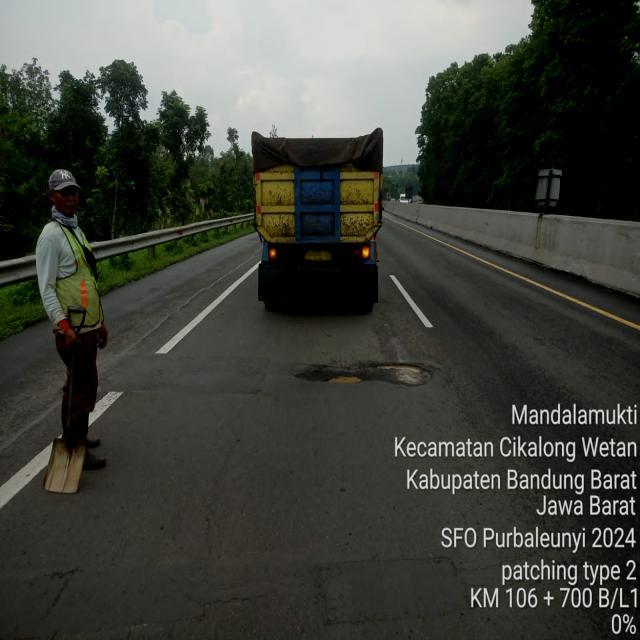 Mandalamukti
Kecamatan Cikalong Wetan
Kabupaten Bandung Barat
Jawa Barat
SFO Purbaleunyi 2024
patching type 2
KM 106 + 700 B/L1
0%